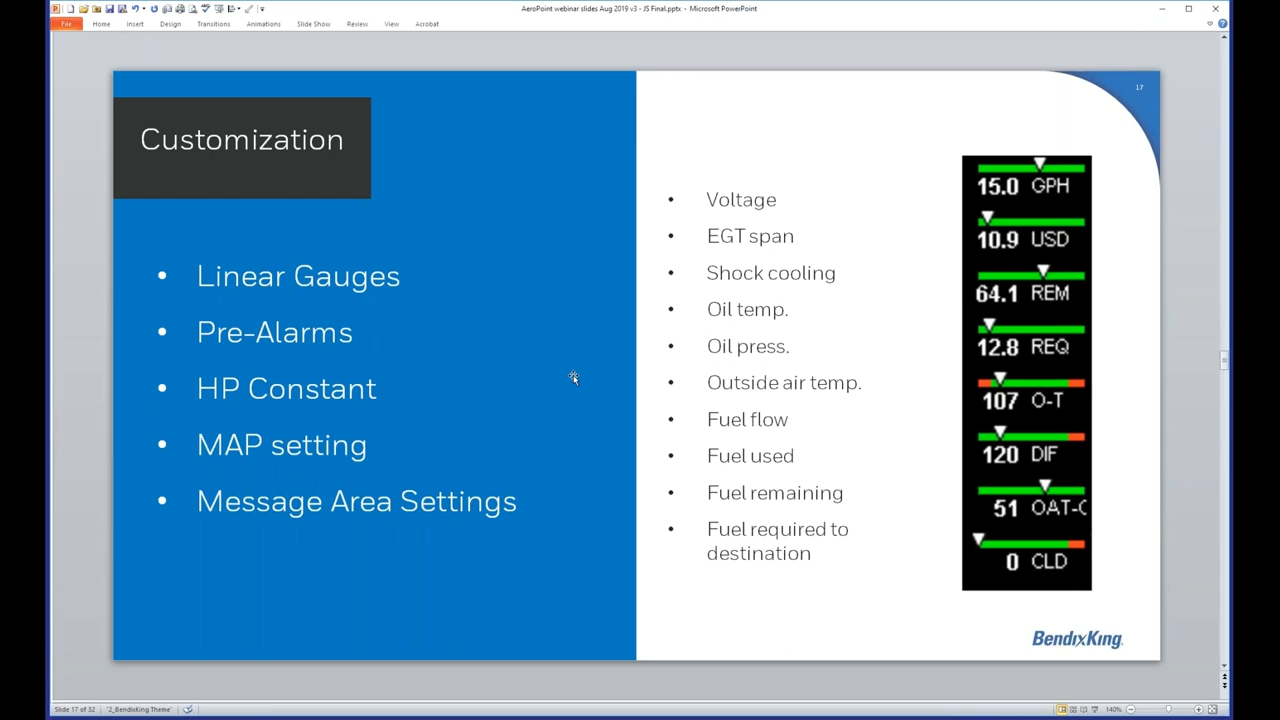 AeroPoint webinar slides Aug 2019 v3 - JS Final.pptx - Microsoft PowerPoint
File Home Insert Design Transitions Animations Slide Show Review View Acrobat
17
Customization
• Linear Gauges
• Pre-Alarms
• HP Constant
• MAP setting
• Message Area Settings
• Voltage
• EGT span
• Shock cooling
• Oil temp.
• Oil press.
• Outside air temp.
• Fuel flow
• Fuel used
• Fuel remaining
• Fuel required to
destination
15.0 GPH
10.9 USD
64.1 REM
12.8 REQ
107 O-T
120 DIF
51 OAT-C
0 CLD
BendixKing
Slide 17 of 32 "2_BendixKing Theme" 140%